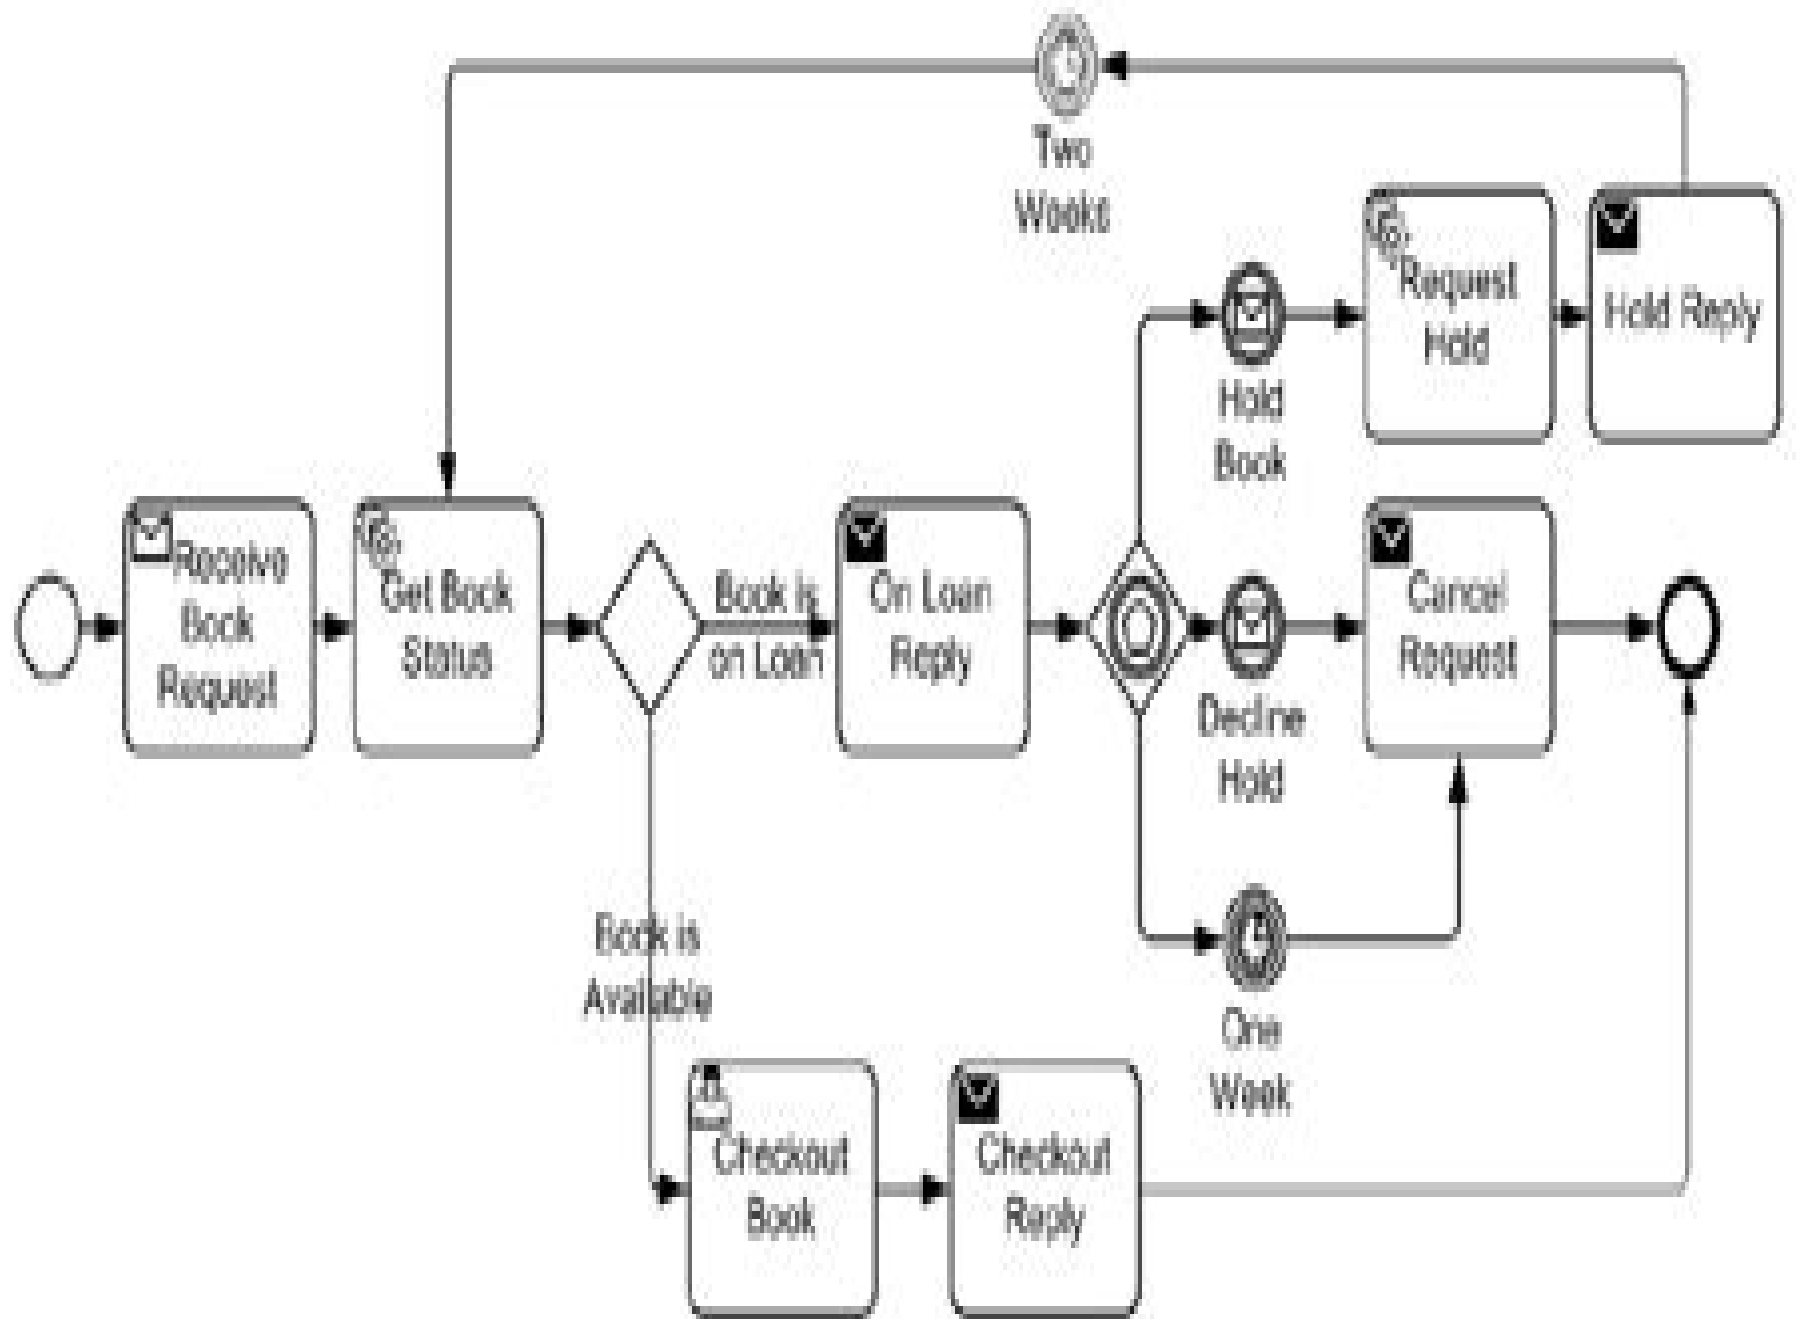 Two
Weeks
Request
Hold
Hold Reply
Hold
Book
Receive
Book
Request
Get Book
Status
Book is
on Loan
On Loan
Reply
Decline
Hold
Cancel
Request
Book is
Available
One
Week
Checkout
Book
Checkout
Reply